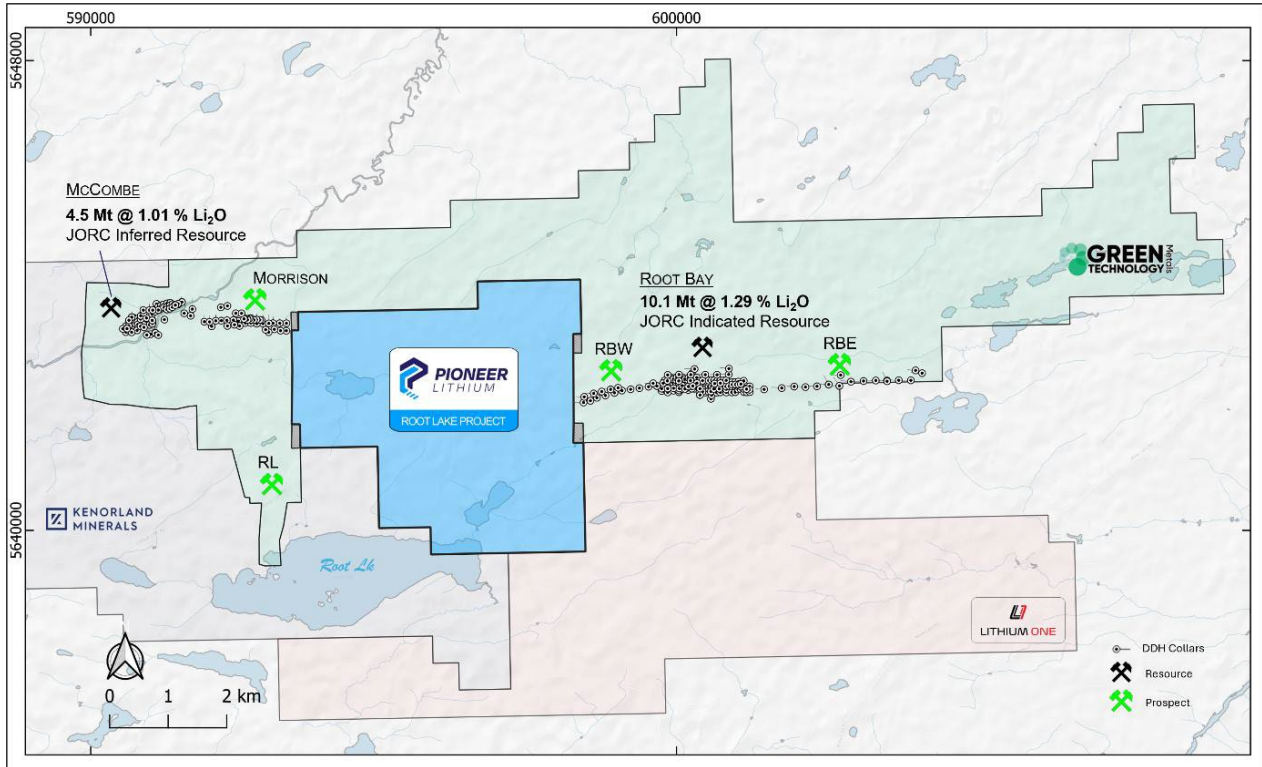 590000
600000
5648000
MCCOMBE
4.5 Mt @ 1.01 % Li₂O
JORC Inferred Resource
MORRISON
GREEN
TECHNOLOGY
Metals
ROOT BAY
10.1 Mt @ 1.29 % Li₂O
JORC Indicated Resource
RBW
RBE
PIONEER
LITHIUM
ROOT LAKE PROJECT
RL
KENORLAND
MINERALS
5640000
Root Lk
LITHIUM ONE
DDH Collars
Resource
Prospect
0 1 2 km